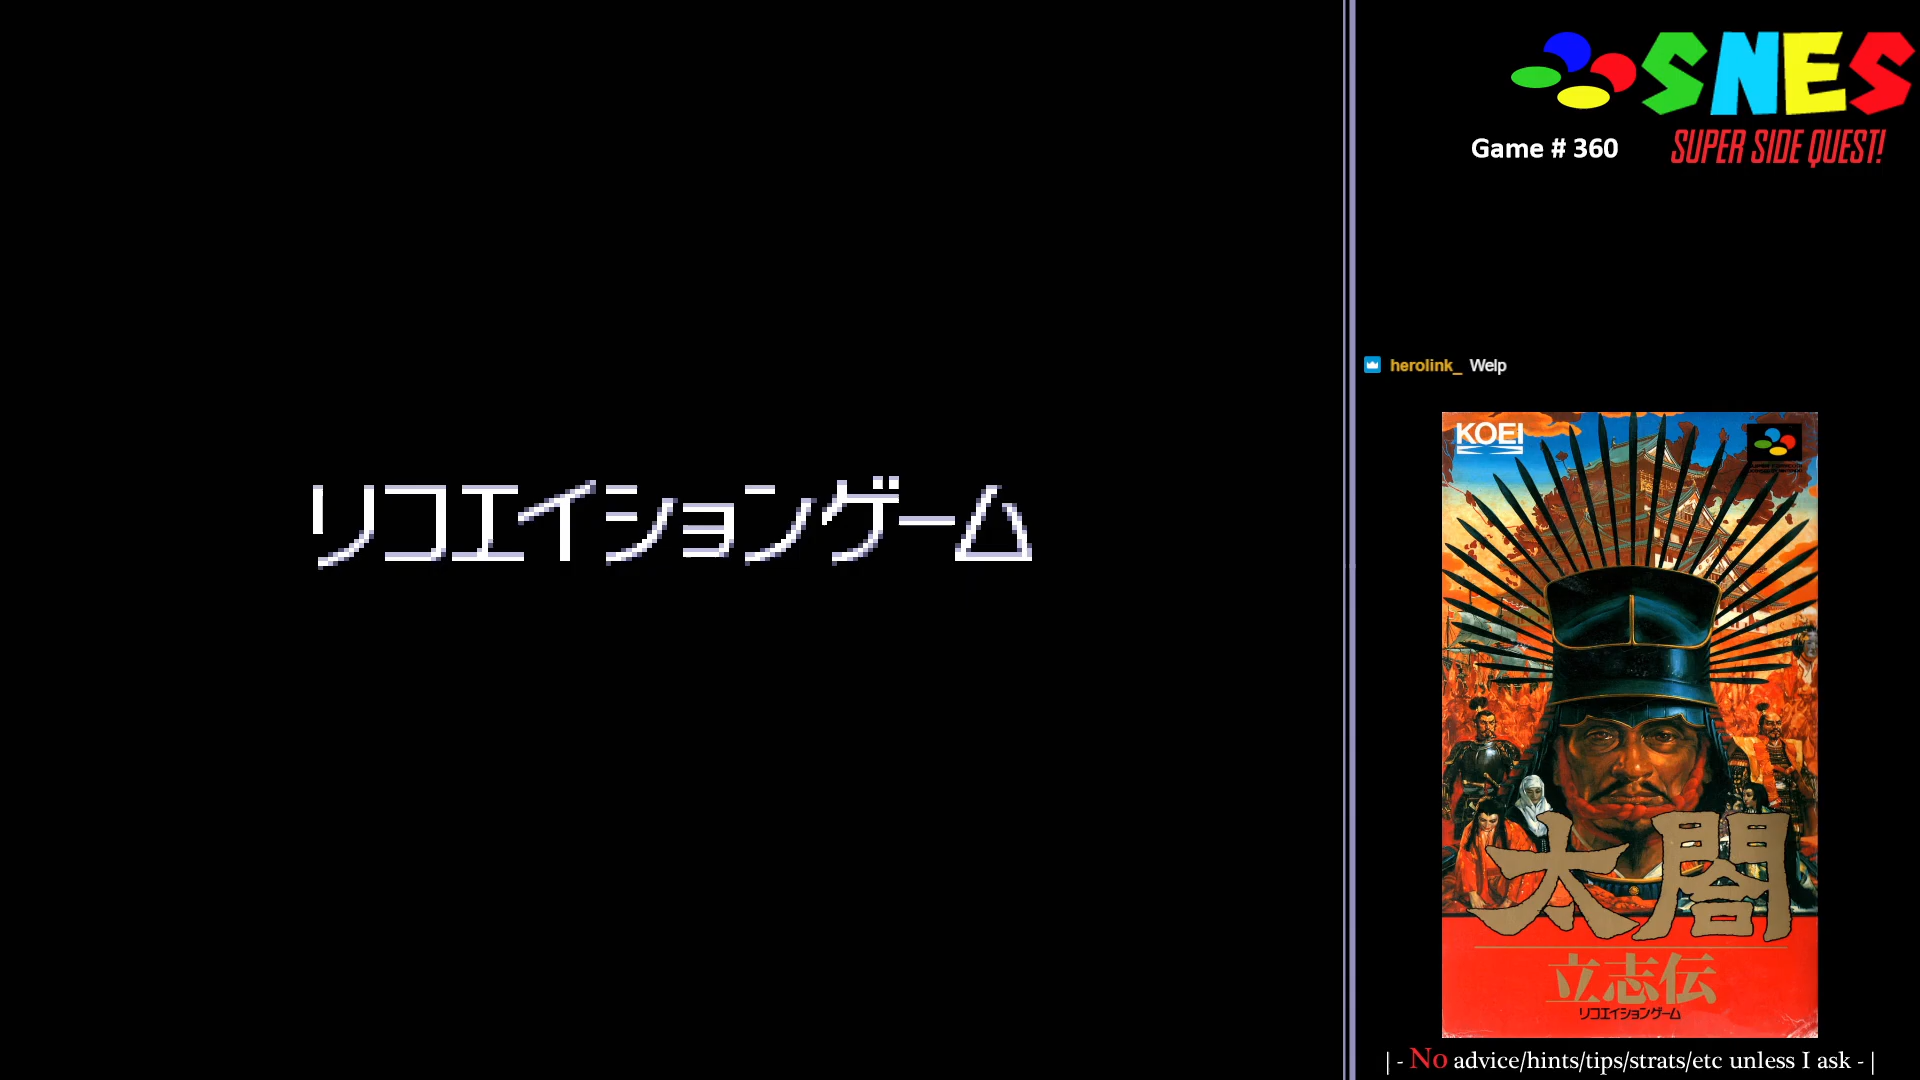 リコエイションゲーム
SNES
Game # 360
SUPER SIDE QUEST!
herolink_ Welp
KOEI
太閤
立志伝
リコエイションゲーム
| - No advice/hints/tips/strats/etc unless I ask - |